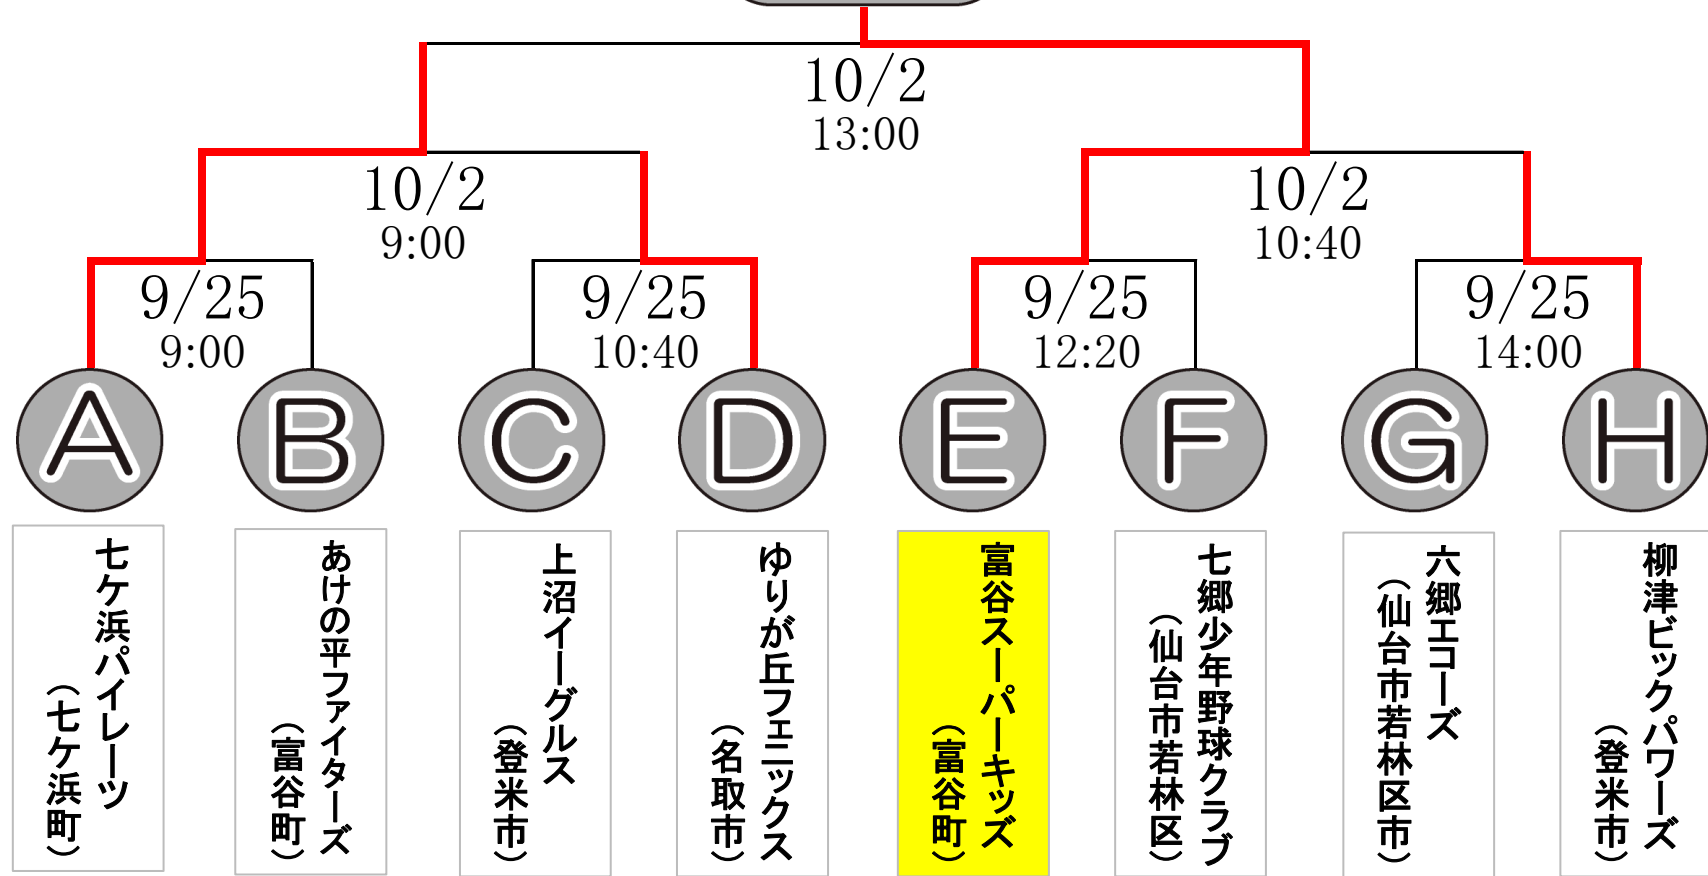 10/2
13:00
10/2
9:00
10/2
10:40
9/25
9:00
9/25
10:40
9/25
12:20
9/25
14:00
A
B
C
D
E
F
G
H
七ケ浜パイレーツ
(七ケ浜町)
あけの平ファイターズ
(富谷町)
上沼イーグルス
(登米市)
ゆりが丘フェニックス
(名取市)
富谷スーパーキッズ
(富谷町)
七郷少年野球クラブ
(仙台市若林区)
六郷エコーズ
(仙台市若林区市)
柳津ビックパワーズ
(登米市)